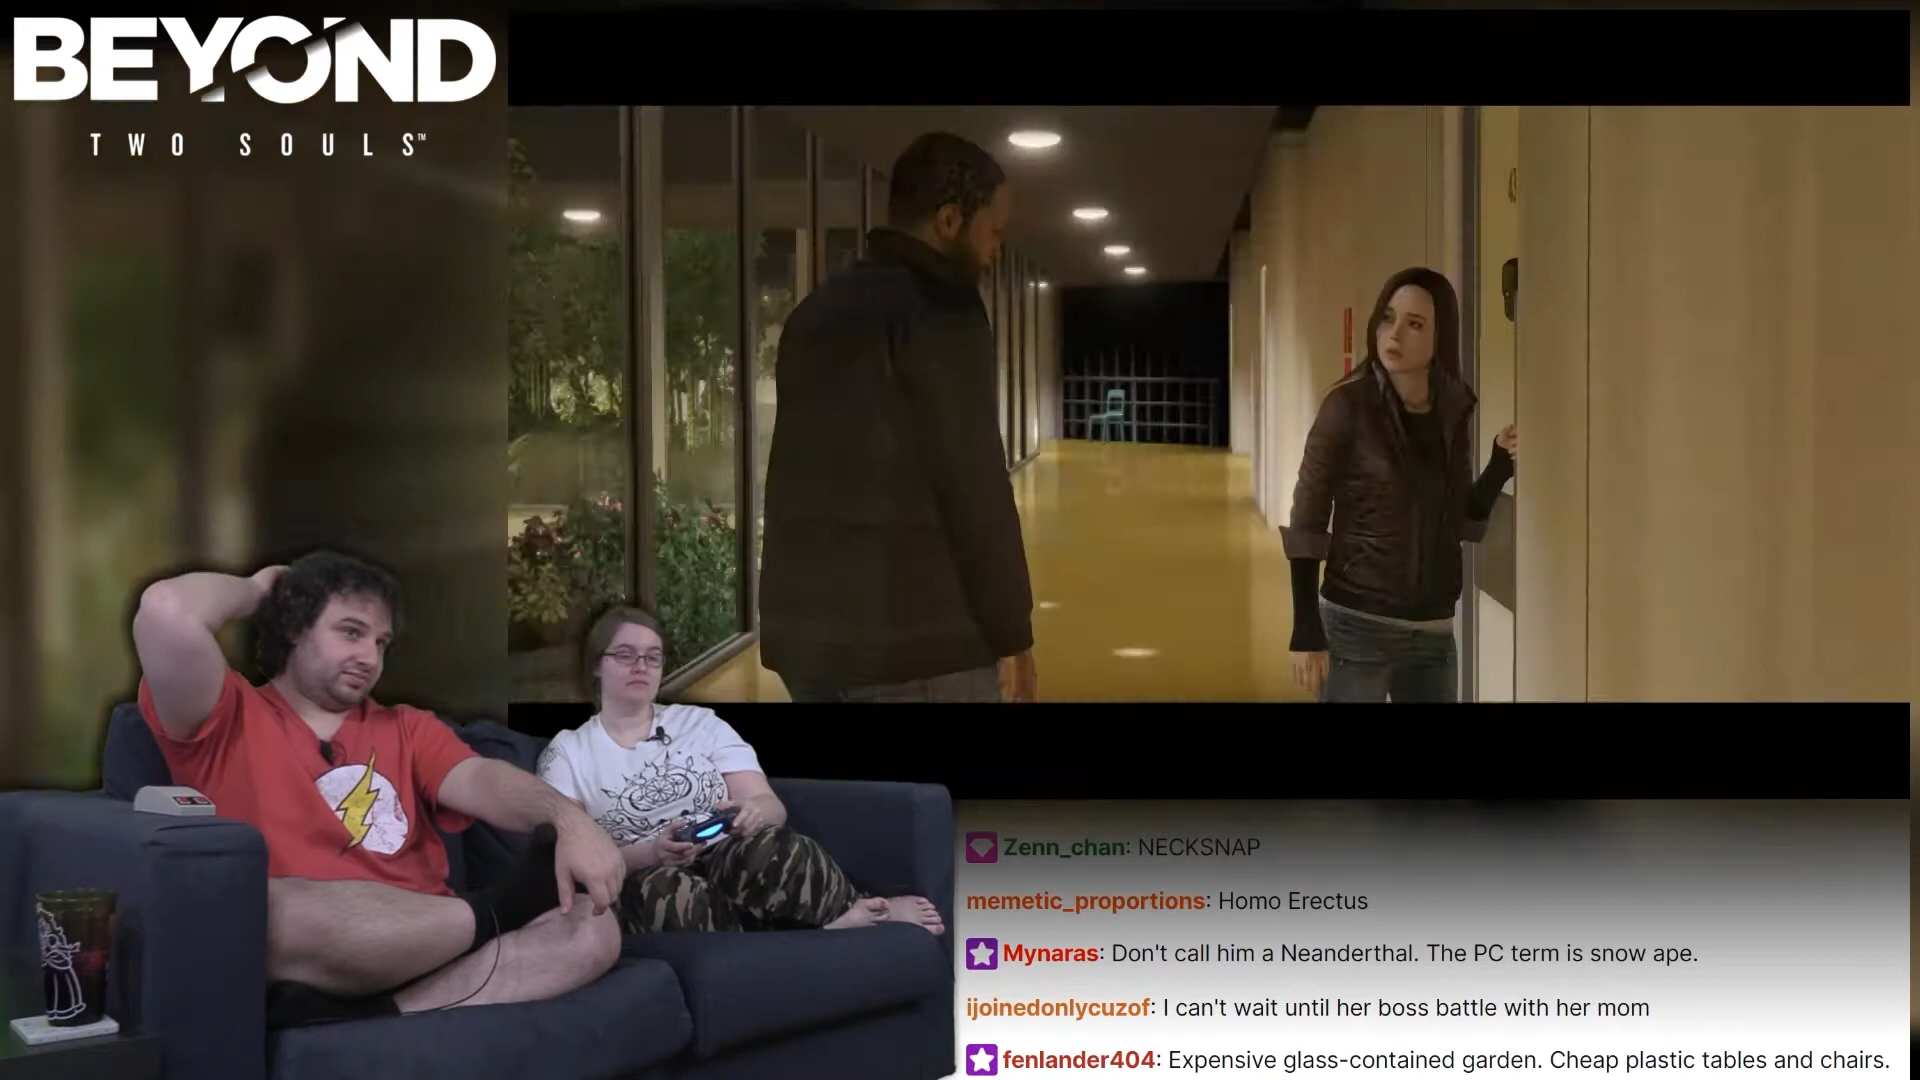 BEYOND
TWO SOULS™
Zenn_chan: NECKSNAP
memetic_proportions: Homo Erectus
Mynaras: Don't call him a Neanderthal. The PC term is snow ape.
ijoinedonlycuzof: I can't wait until her boss battle with her mom
fenlander404: Expensive glass-contained garden. Cheap plastic tables and chairs.